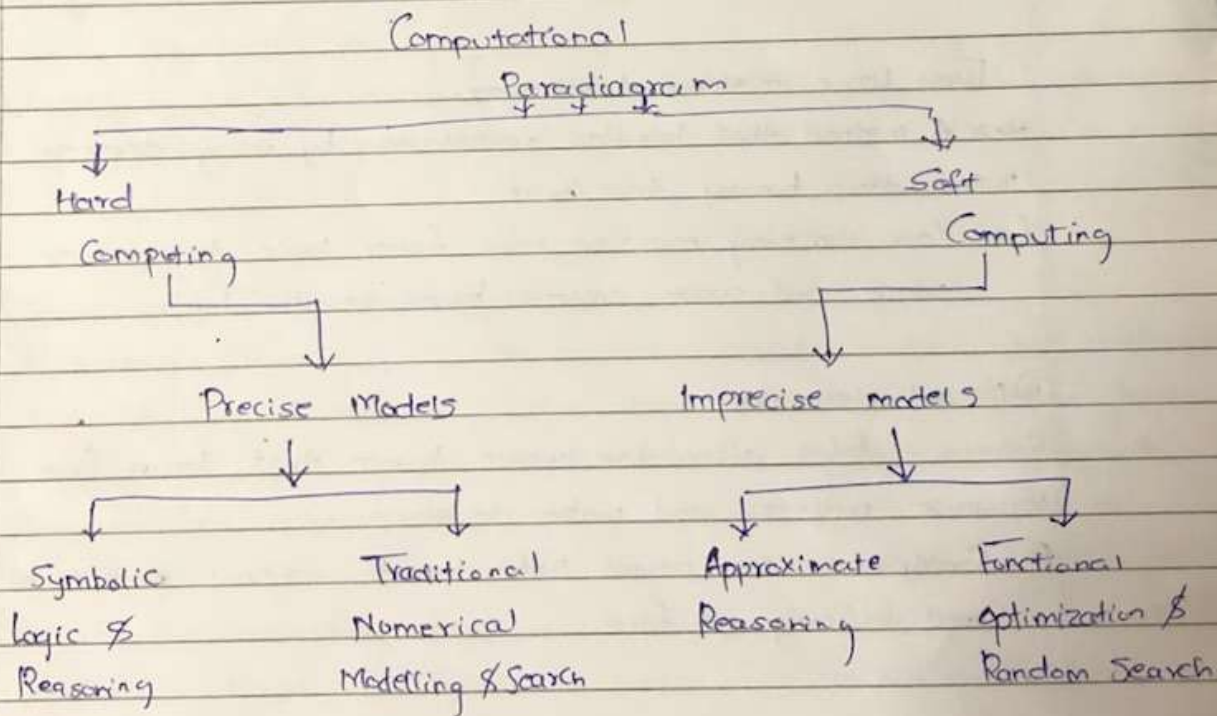 Computational
Paradiagram
Hard
Computing
Soft
Computing
Precise Models
Imprecise models
Symbolic
Logic &
Reasoning
Traditional
Numerical
Modelling & Search
Approximate
Reasoning
Functional
Optimization &
Random Search